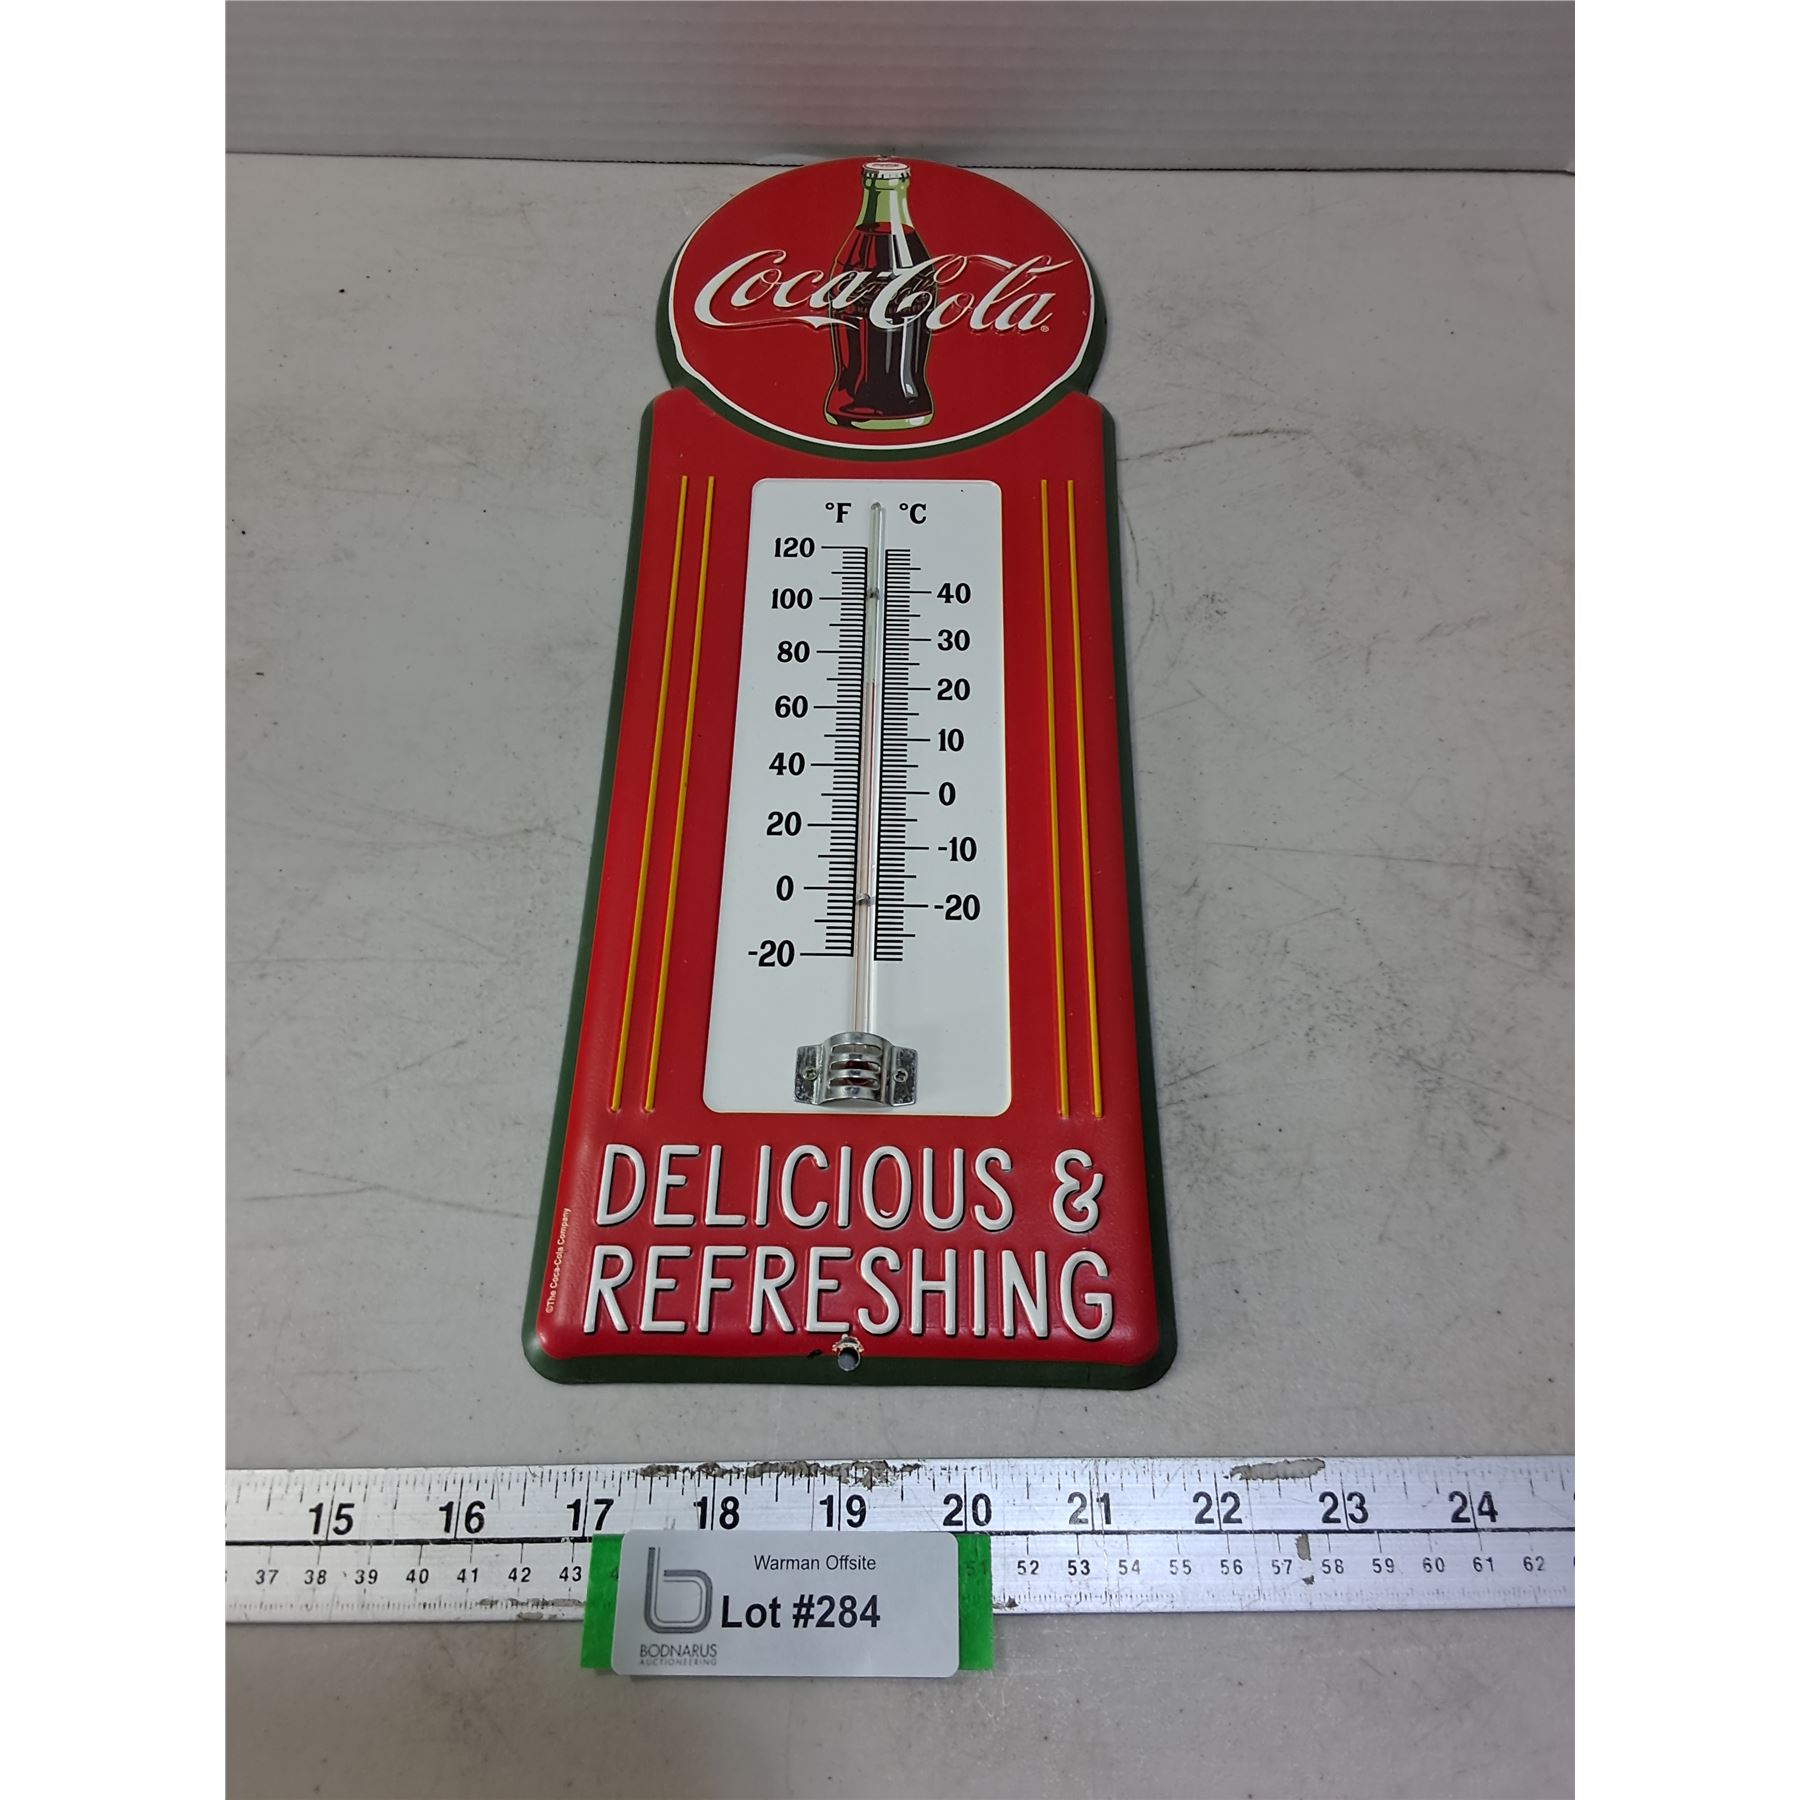 Coca-Cola®
°F °C
120
100 40
80 30
60 20
40 10
20 0
0 -10
-20 -20
DELICIOUS &
REFRESHING
©The Coca-Cola Company
15 16 17 18 19 20 21 22 23 24
37 38 39 40 41 42 43 51 52 53 54 55 56 57 58 59 60 61 62
Warman Offsite
Lot #284
BODNARUS
AUCTIONEERING